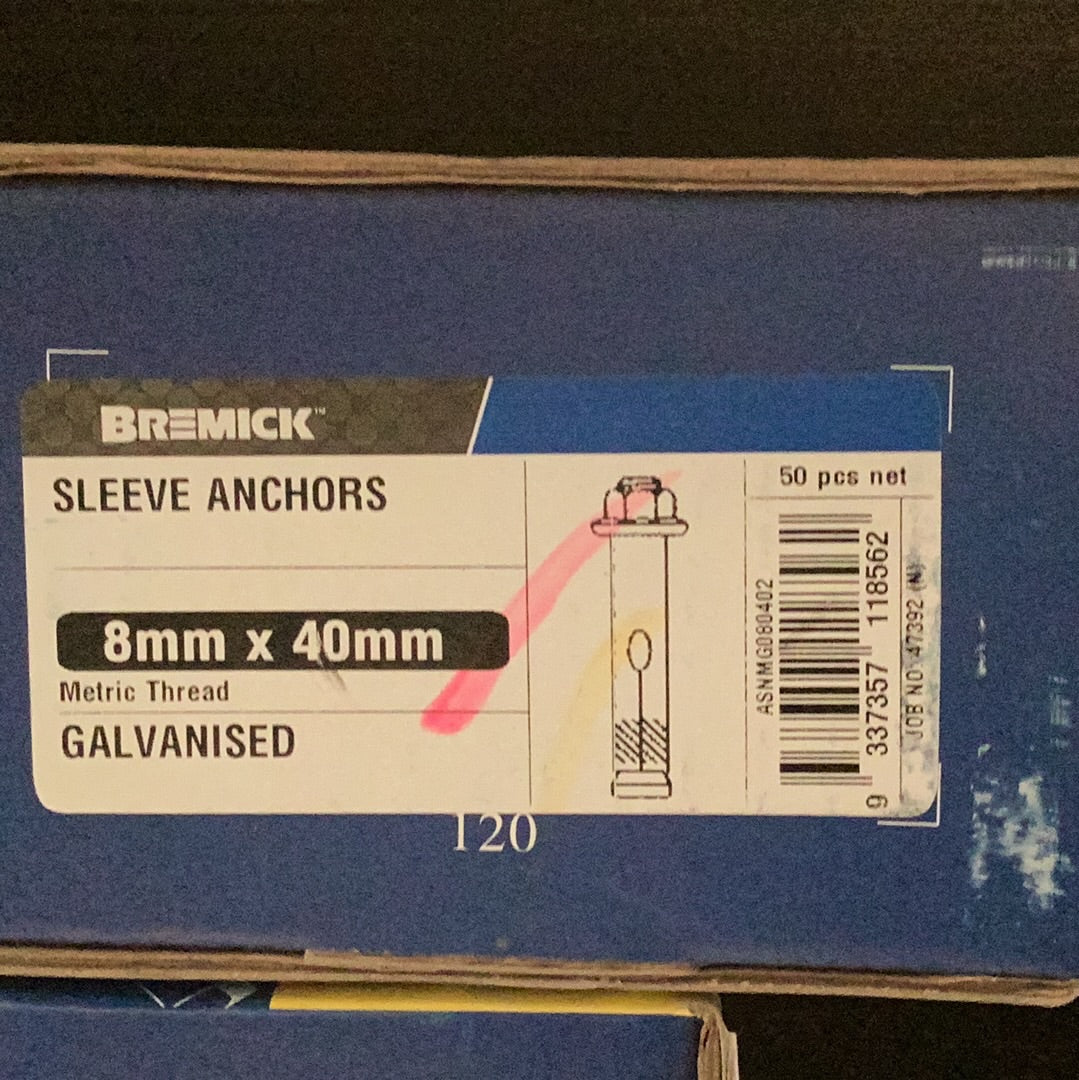 BREMICK™
SLEEVE ANCHORS
8mm x 40mm
Metric Thread
GALVANISED
50 pcs net
ASNMG080402
9 337357 118562
JOB NO 47392 (N)
120